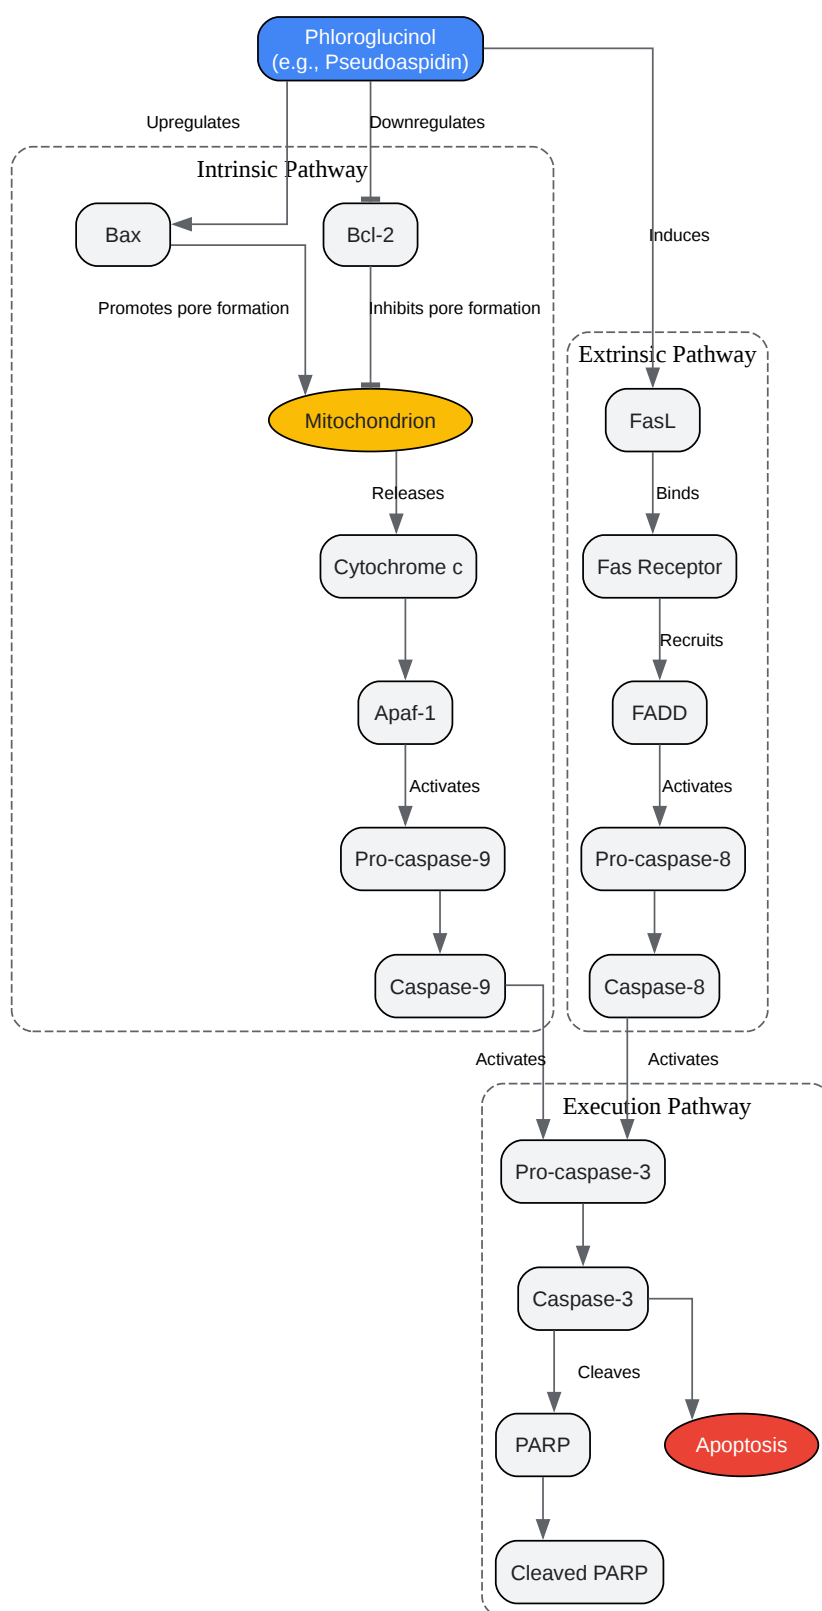 Phloroglucinol
(e.g., Pseudoaspidin)
Upregulates
Downregulates
Intrinsic Pathway
Bax
Bcl-2
Induces
Promotes pore formation
Inhibits pore formation
Extrinsic Pathway
Mitochondrion
FasL
Releases
Binds
Cytochrome c
Fas Receptor
Recruits
Apaf-1
FADD
Activates
Activates
Pro-caspase-9
Pro-caspase-8
Caspase-9
Caspase-8
Activates
Activates
Execution Pathway
Pro-caspase-3
Caspase-3
Cleaves
PARP
Apoptosis
Cleaved PARP